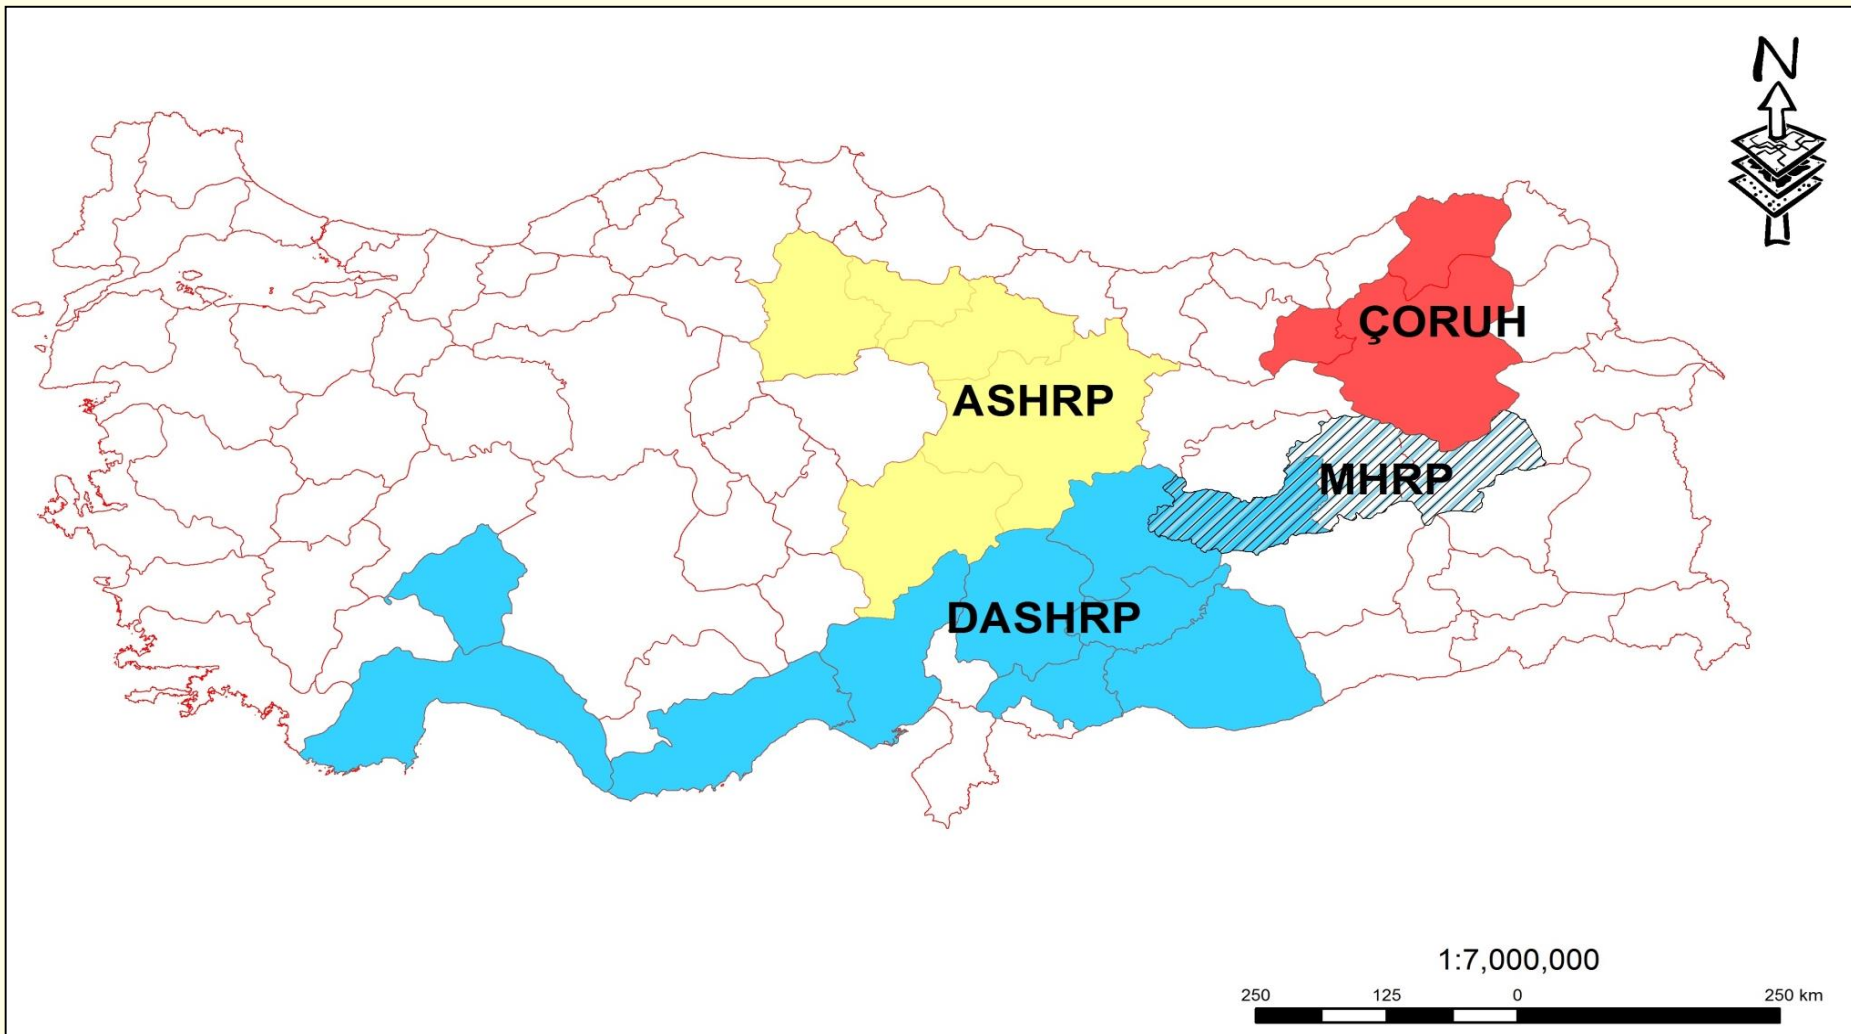 N
ÇORUH
ASHRP
MHRP
DASHRP
1:7,000,000
250 125 0 250 km